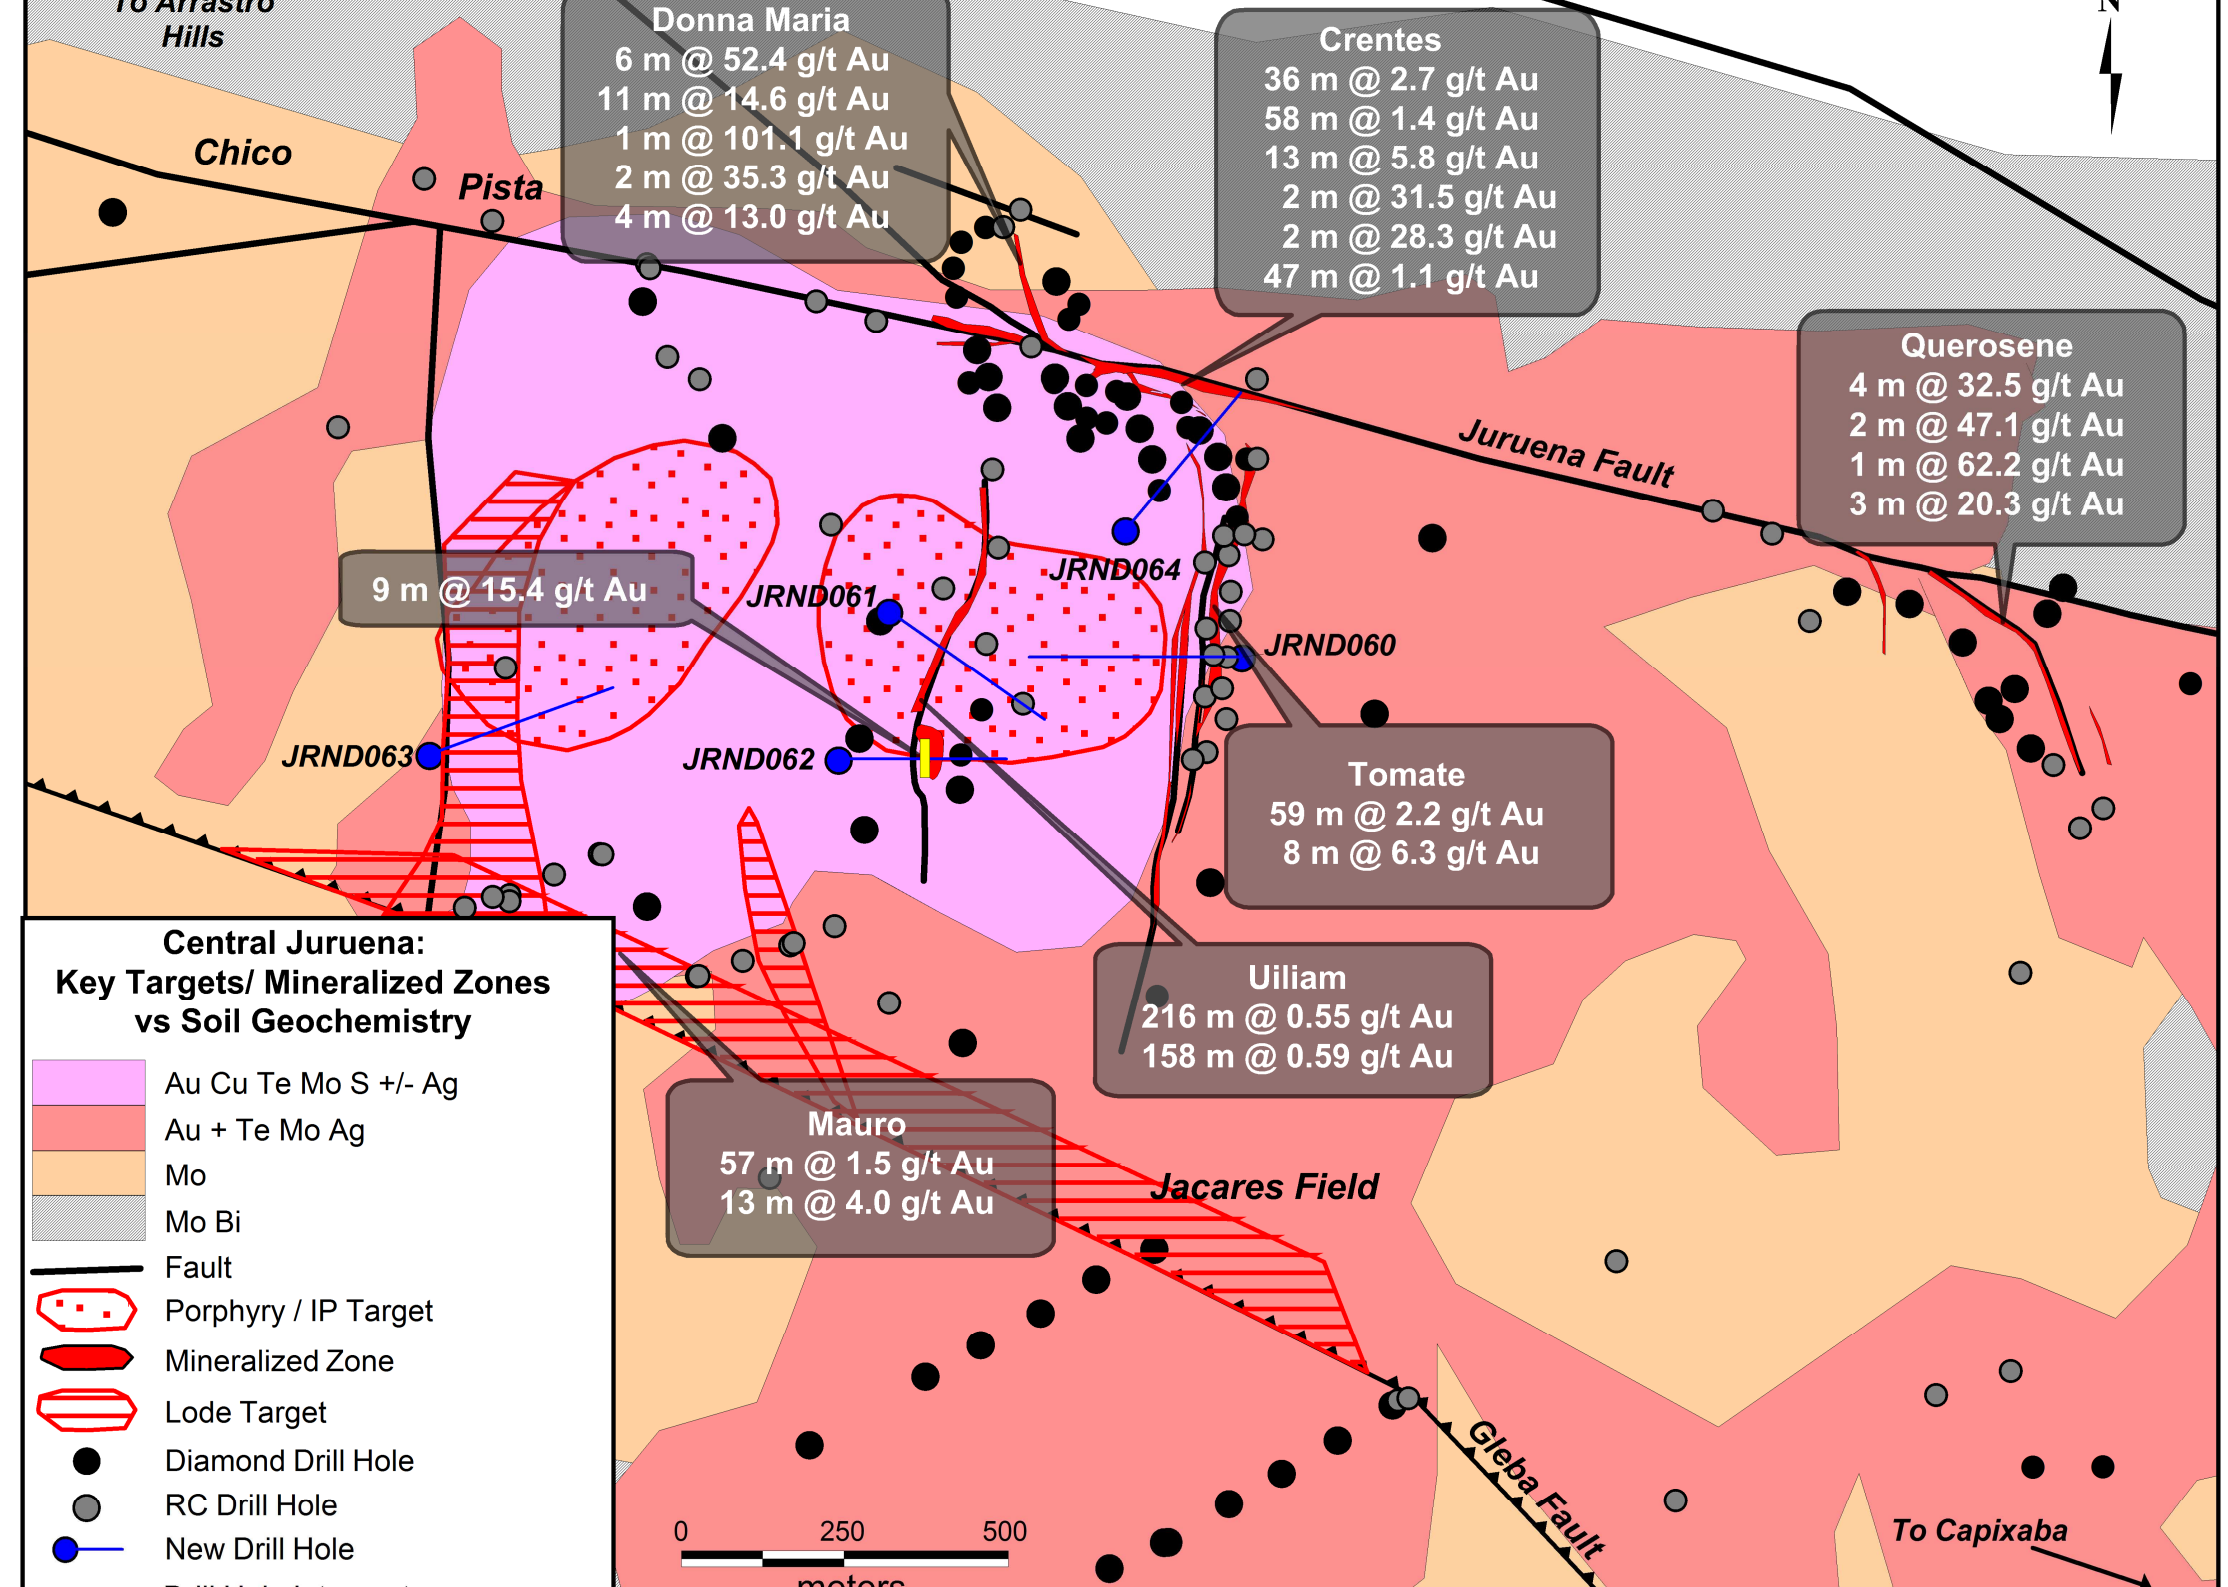 To Arrastro
Hills
N
Donna Maria
6 m @ 52.4 g/t Au
11 m @ 14.6 g/t Au
1 m @ 101.1 g/t Au
2 m @ 35.3 g/t Au
4 m @ 13.0 g/t Au
Crentes
36 m @ 2.7 g/t Au
58 m @ 1.4 g/t Au
13 m @ 5.8 g/t Au
2 m @ 31.5 g/t Au
2 m @ 28.3 g/t Au
47 m @ 1.1 g/t Au
Chico
Pista
Querosene
4 m @ 32.5 g/t Au
2 m @ 47.1 g/t Au
1 m @ 62.2 g/t Au
3 m @ 20.3 g/t Au
Juruena Fault
9 m @ 15.4 g/t Au
JRND061
JRND064
JRND060
JRND063
JRND062
Tomate
59 m @ 2.2 g/t Au
8 m @ 6.3 g/t Au
Uiliam
216 m @ 0.55 g/t Au
158 m @ 0.59 g/t Au
Mauro
57 m @ 1.5 g/t Au
13 m @ 4.0 g/t Au
Jacares Field
Gleba Fault
To Capixaba
Central Juruena:
Key Targets/ Mineralized Zones
vs Soil Geochemistry
Au Cu Te Mo S +/- Ag
Au + Te Mo Ag
Mo
Mo Bi
Fault
Porphyry / IP Target
Mineralized Zone
Lode Target
Diamond Drill Hole
RC Drill Hole
New Drill Hole
0 250 500
meters